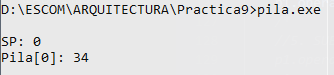 D:\ESCOM\ARQUITECTURA\Practica9>pila.exe
SP: 0
Pila[0]: 34